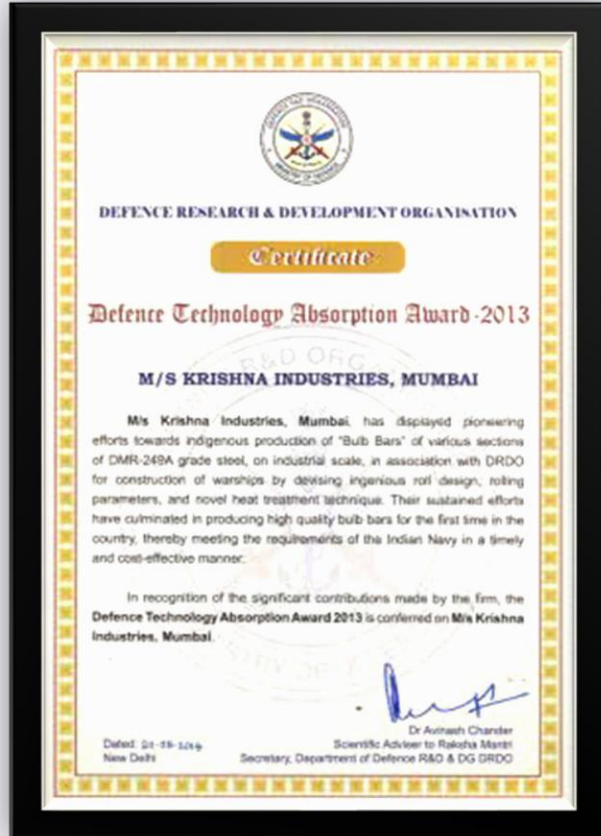 DEFENCE R&D ORGANISATION
MINISTRY OF DEFENCE
DEFENCE RESEARCH & DEVELOPMENT ORGANISATION
Certificate
Defence Technology Absorption Award -2013
R&D ORG
M/S KRISHNA INDUSTRIES, MUMBAI
M/s Krishna Industries, Mumbai, has displayed pioneering
efforts towards indigenous production of "Bulb Bars" of various sections
of DMR-249A grade steel, on industrial scale, in association with DRDO
for construction of warships by devising ingenious roll design, rolling
parameters, and novel heat treatment technique. Their sustained efforts
have culminated in producing high quality bulb bars for the first time in the
country, thereby meeting the requirements of the Indian Navy in a timely
and cost-effective manner.
In recognition of the significant contributions made by the firm, the
Defence Technology Absorption Award 2013 is conferred on M/s Krishna
Industries, Mumbai.
Dr Avinash Chander
Dated:
Scientific Adviser to Raksha Mantri
New Delhi
Secretary, Department of Defence R&D & DG DRDO